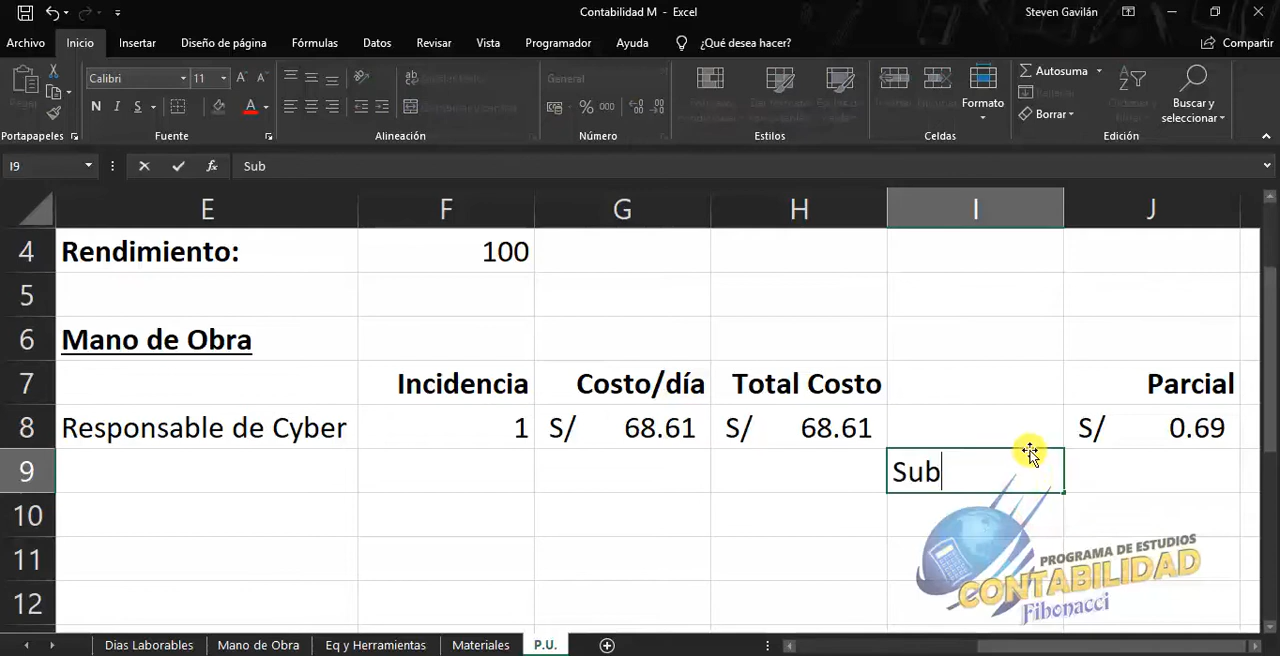 Contabilidad M - Excel
Steven Gavilán
Archivo Inicio Insertar Diseño de página Fórmulas Datos Revisar Vista Programador Ayuda ¿Qué desea hacer? Compartir
Calibri 11 General Autosuma
N K S % 000 Formato Borrar Buscar y seleccionar
Portapapeles Fuente Alineación Número Estilos Celdas Edición
I9 fx Sub
E F G H I J
4 Rendimiento: 100
5
6 Mano de Obra
7 Incidencia Costo/día Total Costo Parcial
8 Responsable de Cyber 1 S/ 68.61 S/ 68.61 S/ 0.69
9 Sub
10
11
12
PROGRAMA DE ESTUDIOS
CONTABILIDAD
Fibonacci
Dias Laborables Mano de Obra Eq y Herramientas Materiales P.U.